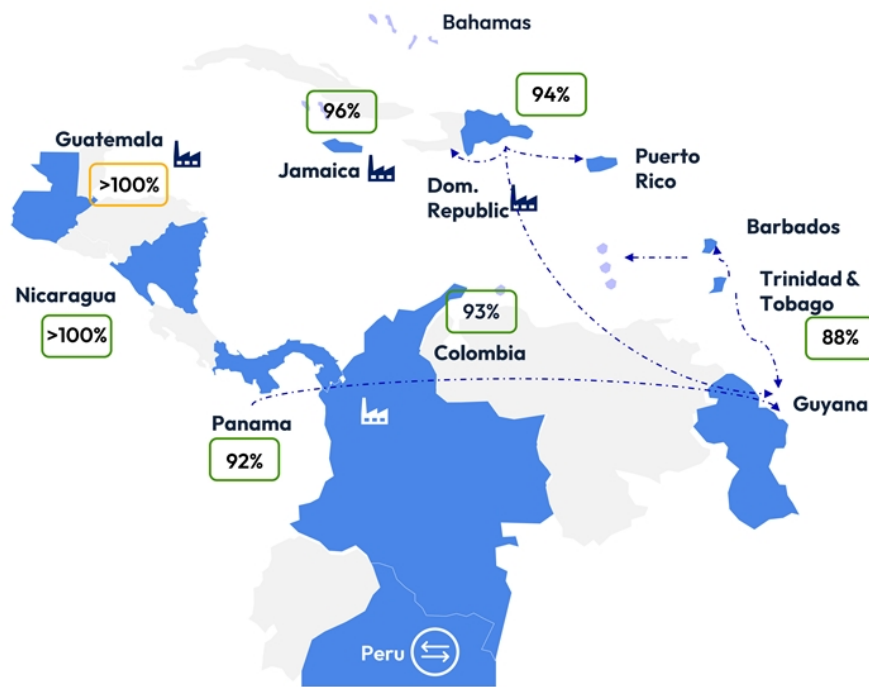 Bahamas
94%
96%
Guatemala
>100%
Jamaica
Dom.
Republic
Puerto
Rico
Barbados
Trinidad &
Tobago
88%
Nicaragua
>100%
93%
Colombia
Guyana
Panama
92%
Peru